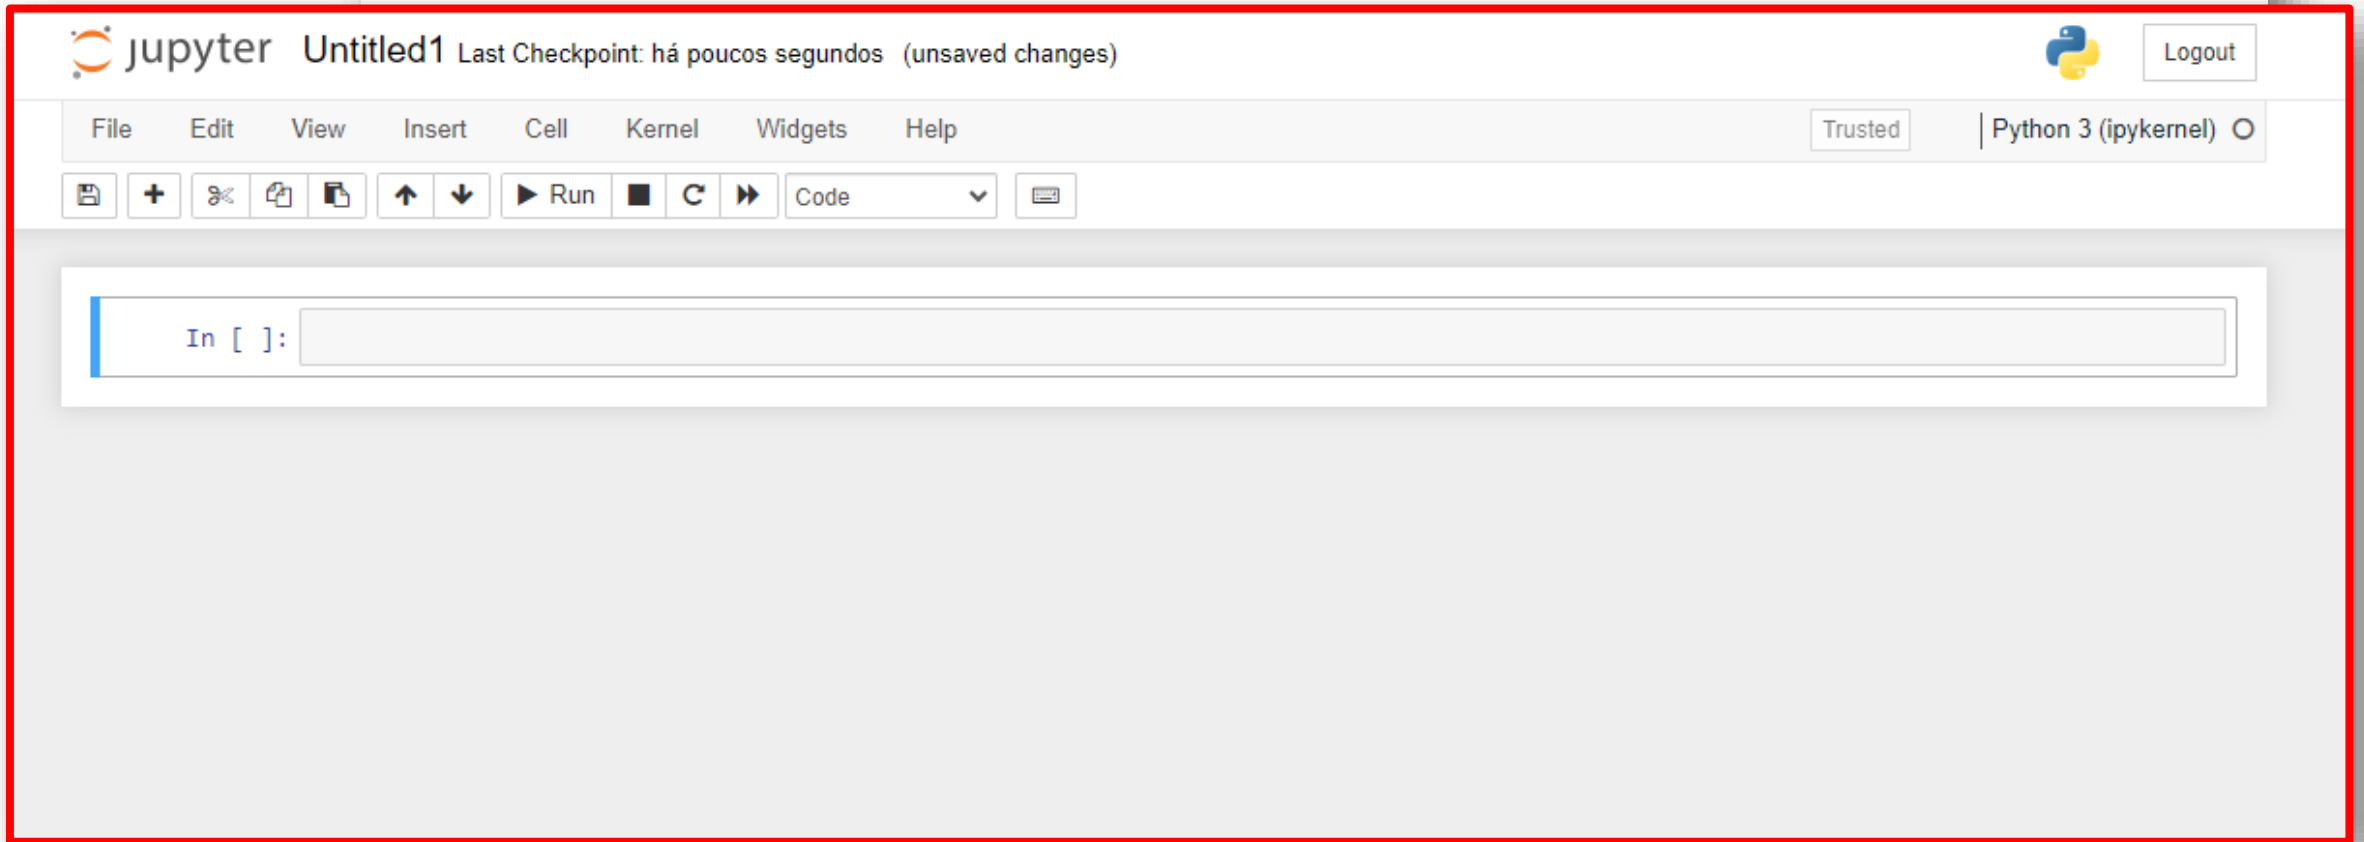 jupyter Untitled1 Last Checkpoint: há poucos segundos (unsaved changes) Logout
File Edit View Insert Cell Kernel Widgets Help Trusted Python 3 (ipykernel)
Run Code
In [ ]: